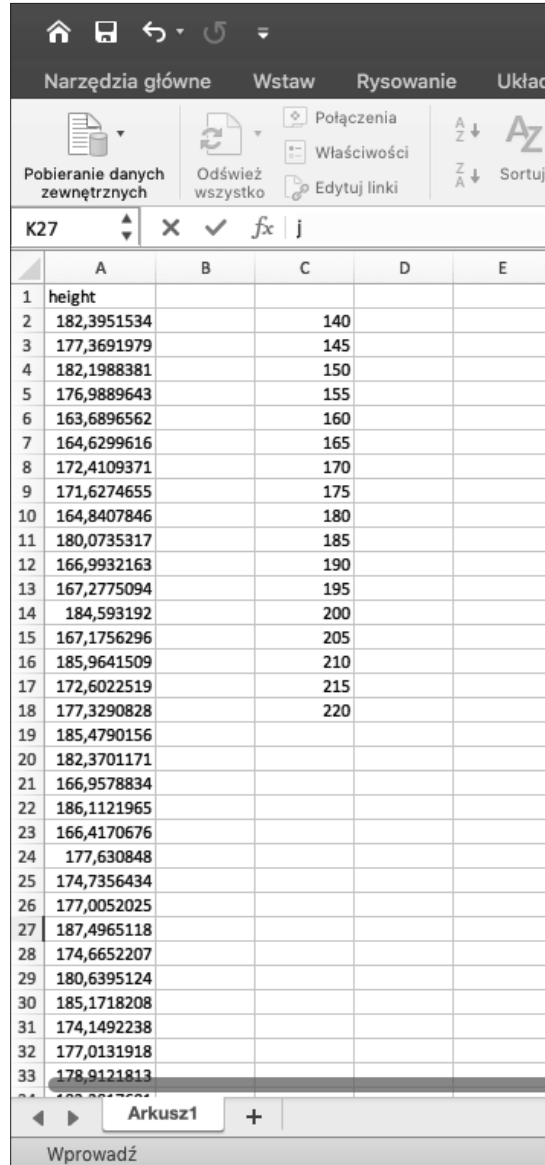 Narzędzia główne Wstaw Rysowanie Układ
Pobieranie danych zewnętrznych
Odśwież wszystko
Połączenia
Właściwości
Edytuj linki
A Z
Z A
AZ
Sortuj
K27 fx j
A B C D E
1 height
2 182,3951534 140
3 177,3691979 145
4 182,1988381 150
5 176,9889643 155
6 163,6896562 160
7 164,6299616 165
8 172,4109371 170
9 171,6274655 175
10 164,8407846 180
11 180,0735317 185
12 166,9932163 190
13 167,2775094 195
14 184,593192 200
15 167,1756296 205
16 185,9641509 210
17 172,6022519 215
18 177,3290828 220
19 185,4790156
20 182,3701171
21 166,9578834
22 186,1121965
23 166,4170676
24 177,630848
25 174,7356434
26 177,0052025
27 187,4965118
28 174,6652207
29 180,6395124
30 185,1718208
31 174,1492238
32 177,0131918
33 178,9121813
Arkusz1 +
Wprowadź